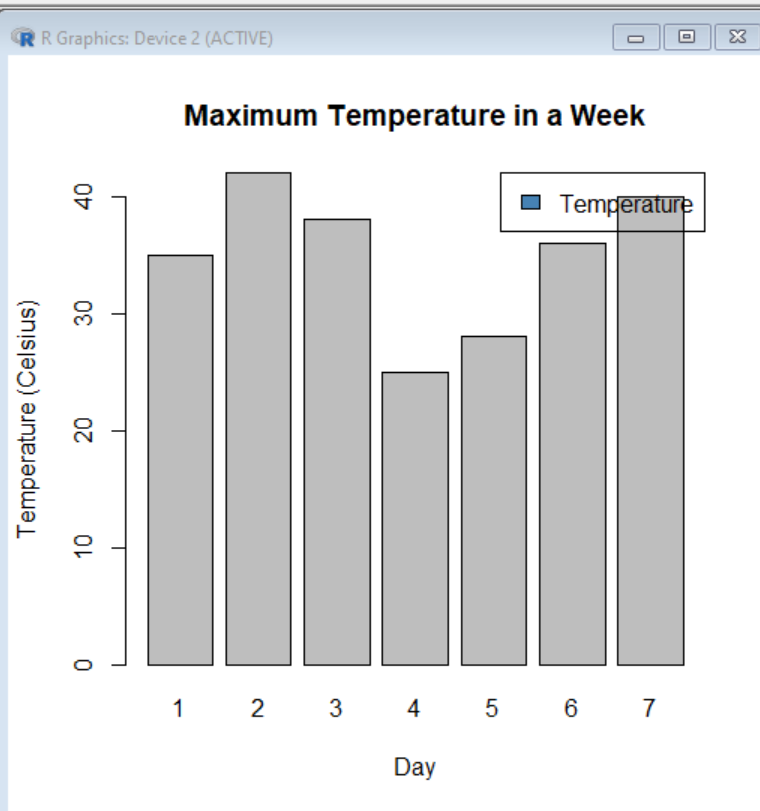 R Graphics: Device 2 (ACTIVE)
Maximum Temperature in a Week
Temperature
40
30
20
10
0
Temperature (Celsius)
1 2 3 4 5 6 7
Day